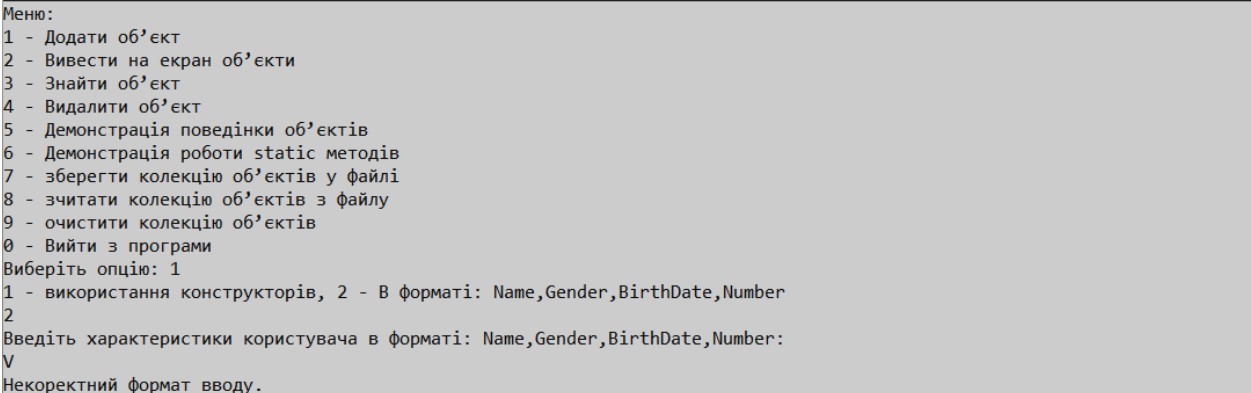 Меню:
1 - Додати об’єкт
2 - Вивести на екран об’єкти
3 - Знайти об’єкт
4 - Видалити об’єкт
5 - Демонстрація поведінки об’єктів
6 - Демонстрація роботи static методів
7 - зберегти колекцію об’єктів у файлі
8 - зчитати колекцію об’єктів з файлу
9 - очистити колекцію об’єктів
0 - Вийти з програми
Виберіть опцію: 1
1 - використання конструкторів, 2 - В форматі: Name,Gender,BirthDate,Number
2
Введіть характеристики користувача в форматі: Name,Gender,BirthDate,Number:
V
Некоректний формат вводу.